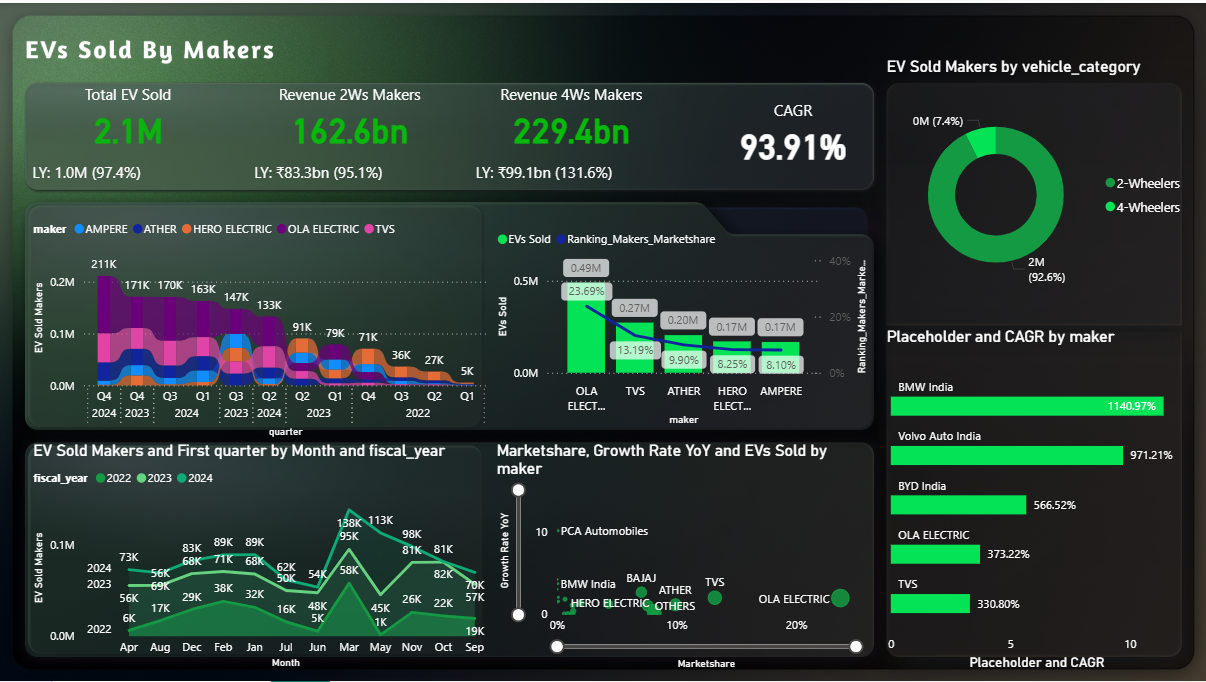 EVs Sold By Makers
Total EV Sold
2.1M
LY: 1.0M (97.4%)
Revenue 2Ws Makers
162.6bn
LY: ₹83.3bn (95.1%)
Revenue 4Ws Makers
229.4bn
LY: ₹99.1bn (131.6%)
CAGR
93.91%
EV Sold Makers by vehicle_category
0M (7.4%)
2-Wheelers
4-Wheelers
2M
(92.6%)
maker AMPERE ATHER HERO ELECTRIC OLA ELECTRIC TVS
EV Sold Makers
0.2M
0.1M
0.0M
211K 171K 170K 163K 147K 133K 91K 79K 71K 36K 27K 5K
Q4 Q4 Q3 Q1 Q3 Q2 Q2 Q1 Q4 Q3 Q2 Q1
2024 2023 2024 2023 2024 2023 2022
quarter
EVs Sold Ranking_Makers_Marketshare
EVs Sold
0.5M
0.0M
0.49M 0.27M 0.20M 0.17M 0.17M
23.69% 13.19% 9.90% 8.25% 8.10%
40%
20%
0%
Ranking_Makers_Marke...
OLA TVS ATHER HERO AMPERE
ELECT... ELECT...
maker
Placeholder and CAGR by maker
BMW India
1140.97%
Volvo Auto India
971.21%
BYD India
566.52%
OLA ELECTRIC
373.22%
TVS
330.80%
0 5 10
Placeholder and CAGR
EV Sold Makers and First quarter by Month and fiscal_year
fiscal_year 2022 2023 2024
EV Sold Makers
0.1M
0.0M
2024
2023
2022
73K 56K 83K 89K 89K 62K 54K 138K 113K 98K 81K 70K
56K 69K 68K 71K 68K 50K 48K 95K 45K 81K 82K 57K
6K 17K 29K 38K 32K 16K 5K 58K 1K 26K 22K 19K
Apr Aug Dec Feb Jan Jul Jun Mar May Nov Oct Sep
Month
Marketshare, Growth Rate YoY and EVs Sold by
maker
Growth Rate YoY
10
0
PCA Automobiles
BMW India
BAJAJ
ATHER
TVS
HERO ELECTRIC
OTHERS
OLA ELECTRIC
0% 10% 20%
Marketshare